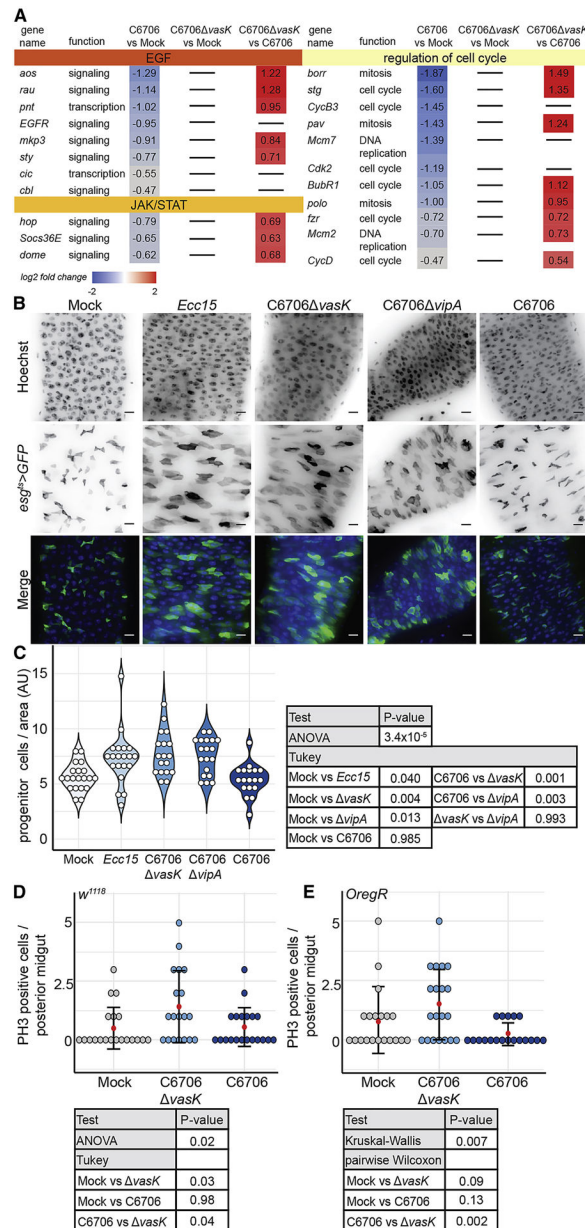 A
gene name function C6706 vs Mock C6706ΔvasK vs Mock C6706ΔvasK vs C6706
EGF
aos signaling -1.29 — 1.22
rau signaling -1.14 — 1.28
pnt transcription -1.02 — 0.95
EGFR signaling -0.95 — —
mkp3 signaling -0.91 — 0.84
sty signaling -0.77 — 0.71
cic transcription -0.55 — —
cbl signaling -0.47 — —
JAK/STAT
hop signaling -0.79 — 0.69
Socs36E signaling -0.65 — 0.63
dome signaling -0.62 — 0.68
log2 fold change
-2 2
gene name function C6706 vs Mock C6706ΔvasK vs Mock C6706ΔvasK vs C6706
regulation of cell cycle
borr mitosis -1.87 — 1.49
stg cell cycle -1.60 — 1.35
CycB3 cell cycle -1.45 — —
pav mitosis -1.43 — 1.24
Mcm7 DNA replication -1.39 — —
Cdk2 cell cycle -1.19 — —
BubR1 cell cycle -1.05 — 1.12
polo mitosis -1.00 — 0.95
fzr cell cycle -0.72 — 0.72
Mcm2 DNA replication -0.70 — 0.73
CycD cell cycle -0.47 — 0.54
B
Mock Ecc15 C6706ΔvasK C6706ΔvipA C6706
Hoechst
esgts>GFP
Merge
C
progenitor cells / area (AU)
15
10
5
0
Mock Ecc15 C6706 ΔvasK C6706 ΔvipA C6706
Test P-value
ANOVA 3.4x10-5
Tukey
Mock vs Ecc15 0.040 C6706 vs ΔvasK 0.001
Mock vs ΔvasK 0.004 C6706 vs ΔvipA 0.003
Mock vs ΔvipA 0.013 ΔvasK vs ΔvipA 0.993
Mock vs C6706 0.985
D
w1118
PH3 positive cells / posterior midgut
5
2.5
0
Mock C6706 ΔvasK C6706
Test P-value
ANOVA 0.02
Tukey
Mock vs ΔvasK 0.03
Mock vs C6706 0.98
C6706 vs ΔvasK 0.04
E
OregR
PH3 positive cells / posterior midgut
5
2.5
0
Mock C6706 ΔvasK C6706
Test P-value
Kruskal-Wallis 0.007
pairwise Wilcoxon
Mock vs ΔvasK 0.09
Mock vs C6706 0.13
C6706 vs ΔvasK 0.002